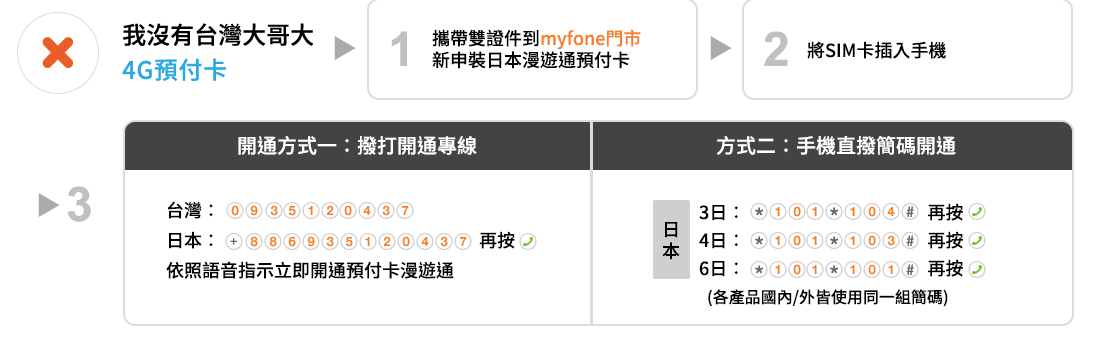 我沒有台灣大哥大
4G預付卡
1
攜帶雙證件到myfone門市
新申裝日本漫遊通預付卡
2
將SIM卡插入手機
3
開通方式一：撥打開通專線
台灣： 0935120437
日本： +886935120437 再按
依照語音指示立即開通預付卡漫遊通
方式二：手機直撥簡碼開通
日本
3日： *101*104# 再按
4日： *101*103# 再按
6日： *101*101# 再按
(各產品國內/外皆使用同一組簡碼)